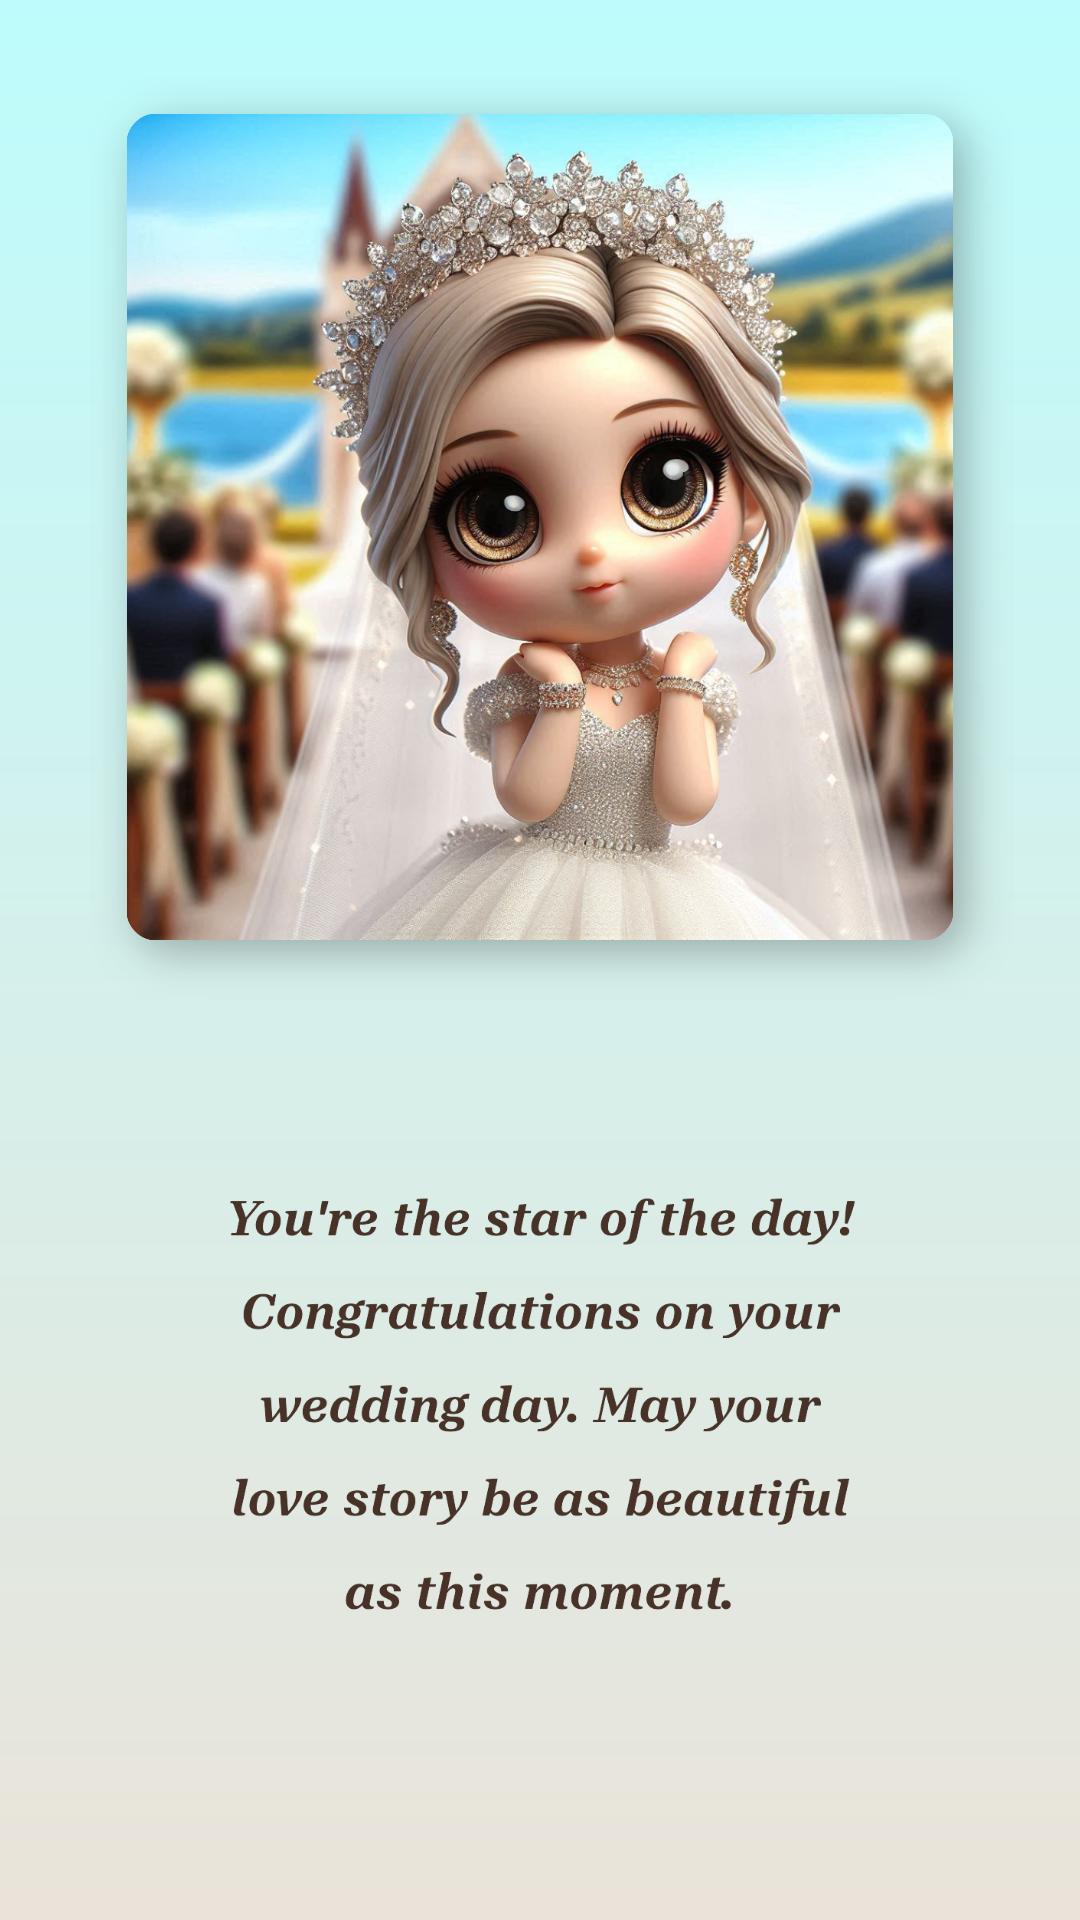 You're the star of the day!
Congratulations on your
wedding day. May your
love story be as beautiful
as this moment.